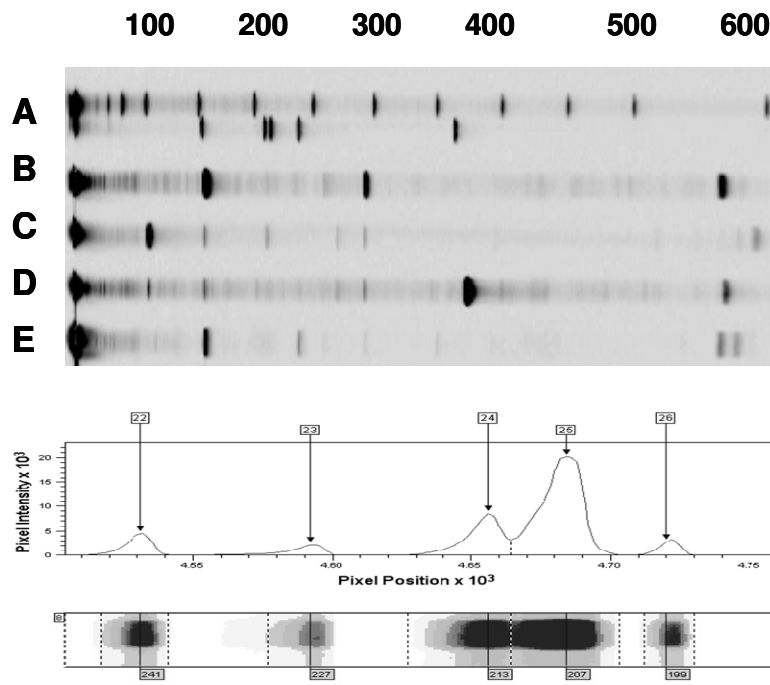 100 200 300 400 500 600
A
B
C
D
E
22 23 24 25 26
Pixel Intensity x 10³
20
15
10
5
0
4.55 4.60 4.65 4.70 4.75
Pixel Position x 10³
241 227 213 207 199